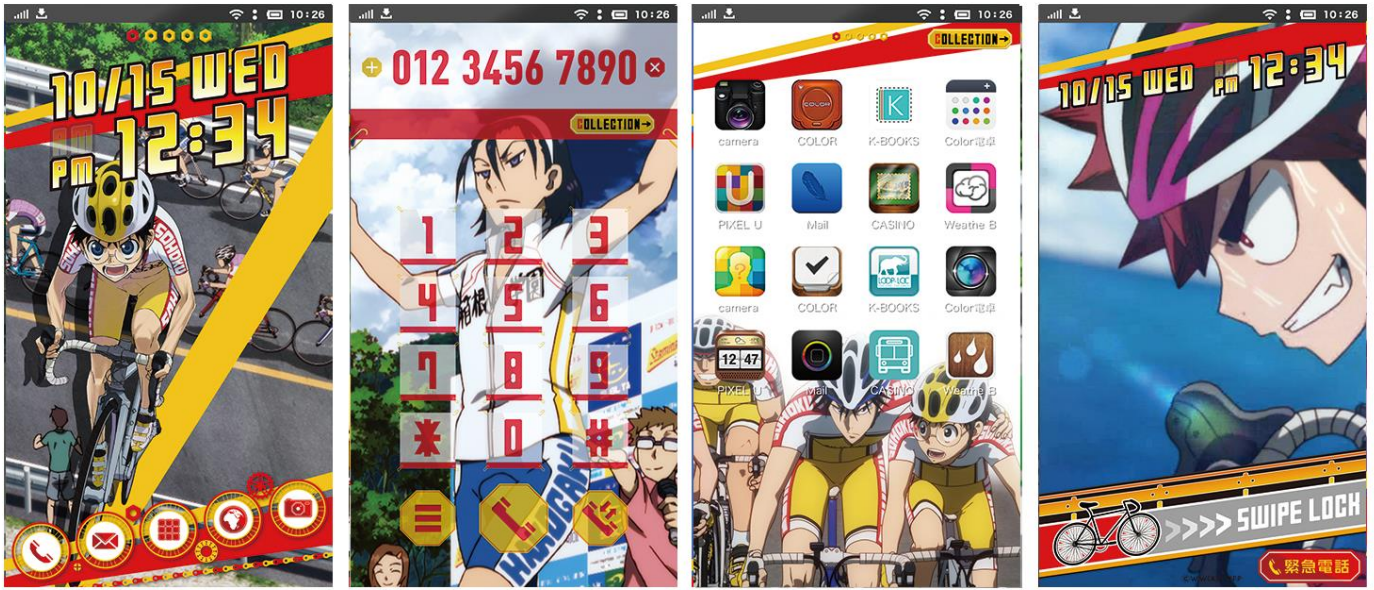 10:26
10/15 WED
PM 12:34
SOHOKU
10:26
012 3456 7890
COLLECTION→
1 2 3
4 5 6
7 8 9
* 0 #
箱根 園
HAKOGAKU
10:26
COLLECTION→
camera COLOR K-BOOKS Color電卓
PIXEL U Mail CASINO Weathe B
camera COLOR K-BOOKS Color電卓
12 47
PIXEL U Mail CASINO Weathe B
10:26
10/15 WED PM 12:34
>>>> SWIPE LOCK
緊急電話